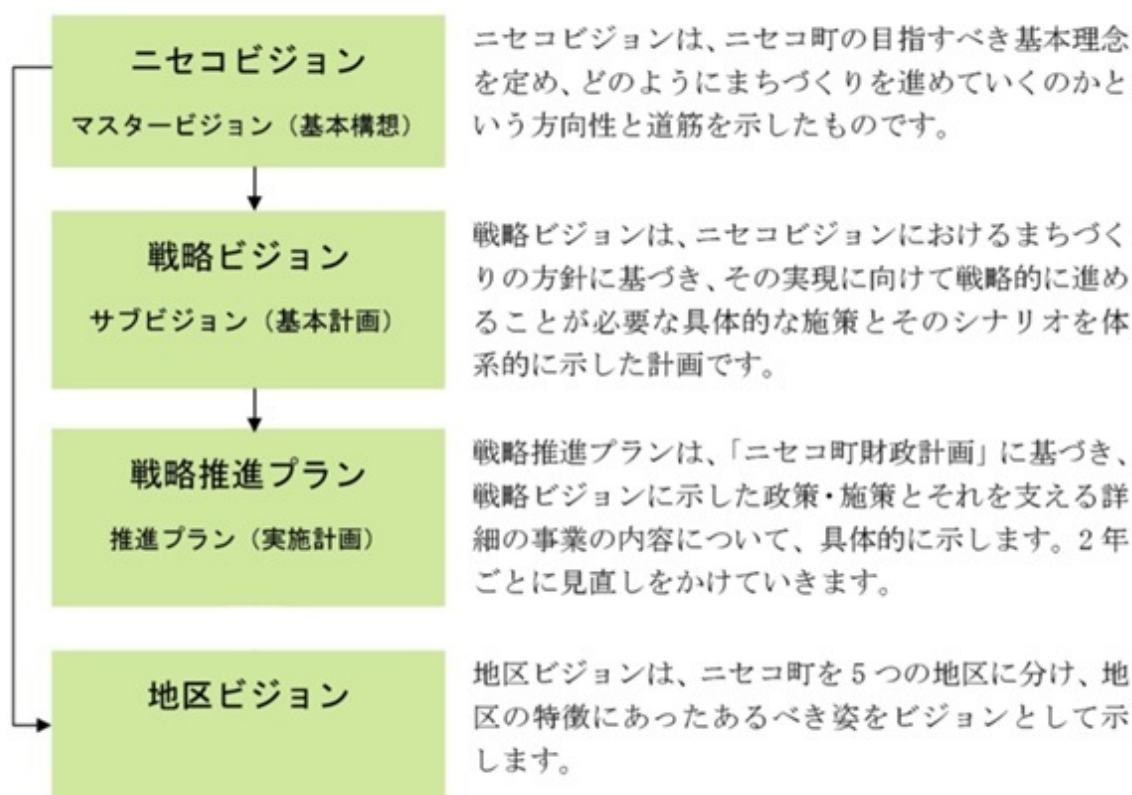 ニセコビジョン
マスタービジョン（基本構想）
ニセコビジョンは、ニセコ町の目指すべき基本理念
を定め、どのようにまちづくりを進めていくのかと
いう方向性と道筋を示したものです。
戦略ビジョン
サブビジョン（基本計画）
戦略ビジョンは、ニセコビジョンにおけるまちづく
りの方針に基づき、その実現に向けて戦略的に進め
ることが必要な具体的な施策とそのシナリオを体
系的に示した計画です。
戦略推進プラン
推進プラン（実施計画）
戦略推進プランは、「ニセコ町財政計画」に基づき、
戦略ビジョンに示した政策・施策とそれを支える詳
細の事業の内容について、具体的に示します。2 年
ごとに見直しをかけていきます。
地区ビジョン
地区ビジョンは、ニセコ町を 5 つの地区に分け、地
区の特徴にあったあるべき姿をビジョンとして示
します。